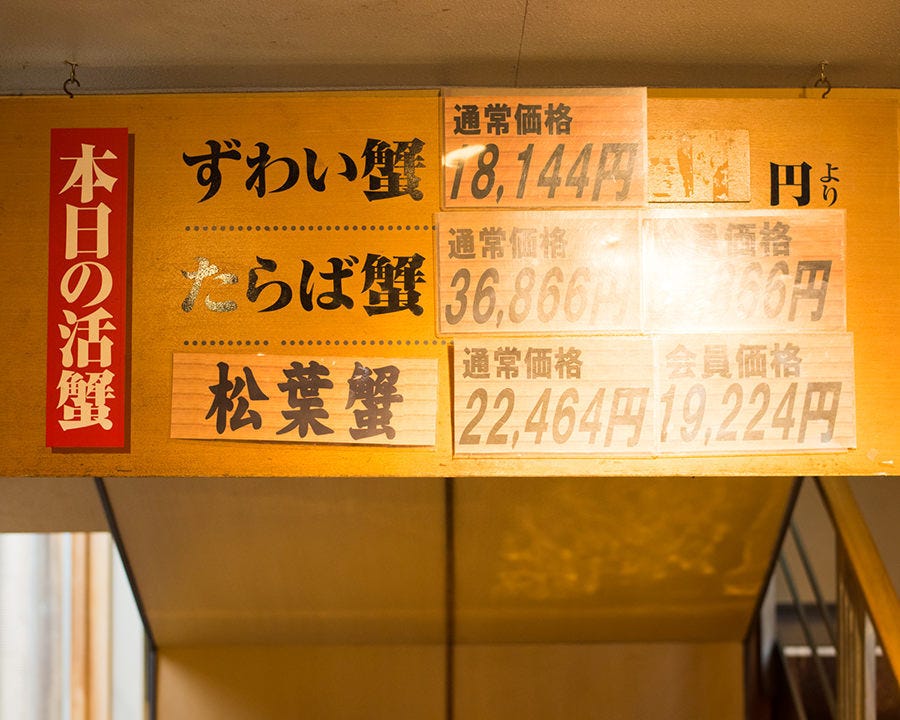 本日の活蟹
ずわい蟹
通常価格
18,144円
円より
たらば蟹
通常価格
36,866円
価格
円
松葉蟹
通常価格
22,464円
会員価格
19,224円